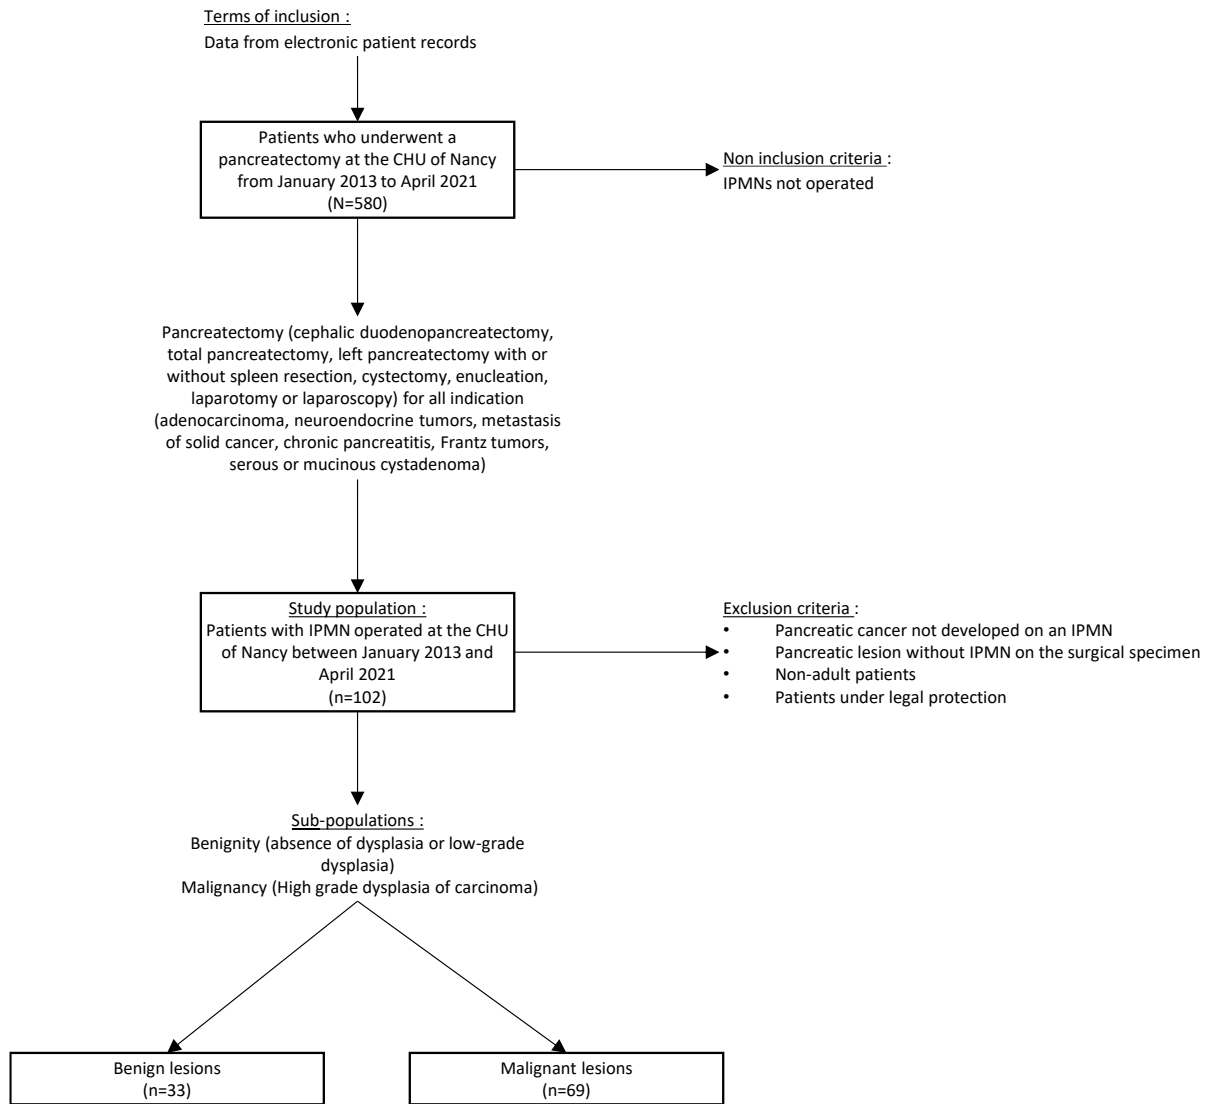 Terms of inclusion :
Data from electronic patient records
Patients who underwent a
pancreatectomy at the CHU of Nancy
from January 2013 to April 2021
(N=580)
Non inclusion criteria :
IPMNs not operated
Pancreatectomy (cephalic duodenopancreatectomy,
total pancreatectomy, left pancreatectomy with or
without spleen resection, cystectomy, enucleation,
laparotomy or laparoscopy) for all indication
(adenocarcinoma, neuroendocrine tumors, metastasis
of solid cancer, chronic pancreatitis, Frantz tumors,
serous or mucinous cystadenoma)
Study population :
Patients with IPMN operated at the CHU
of Nancy between January 2013 and
April 2021
(n=102)
Exclusion criteria :
• Pancreatic cancer not developed on an IPMN
• Pancreatic lesion without IPMN on the surgical specimen
• Non-adult patients
• Patients under legal protection
Sub-populations :
Benignity (absence of dysplasia or low-grade
dysplasia)
Malignancy (High grade dysplasia of carcinoma)
Benign lesions
(n=33)
Malignant lesions
(n=69)